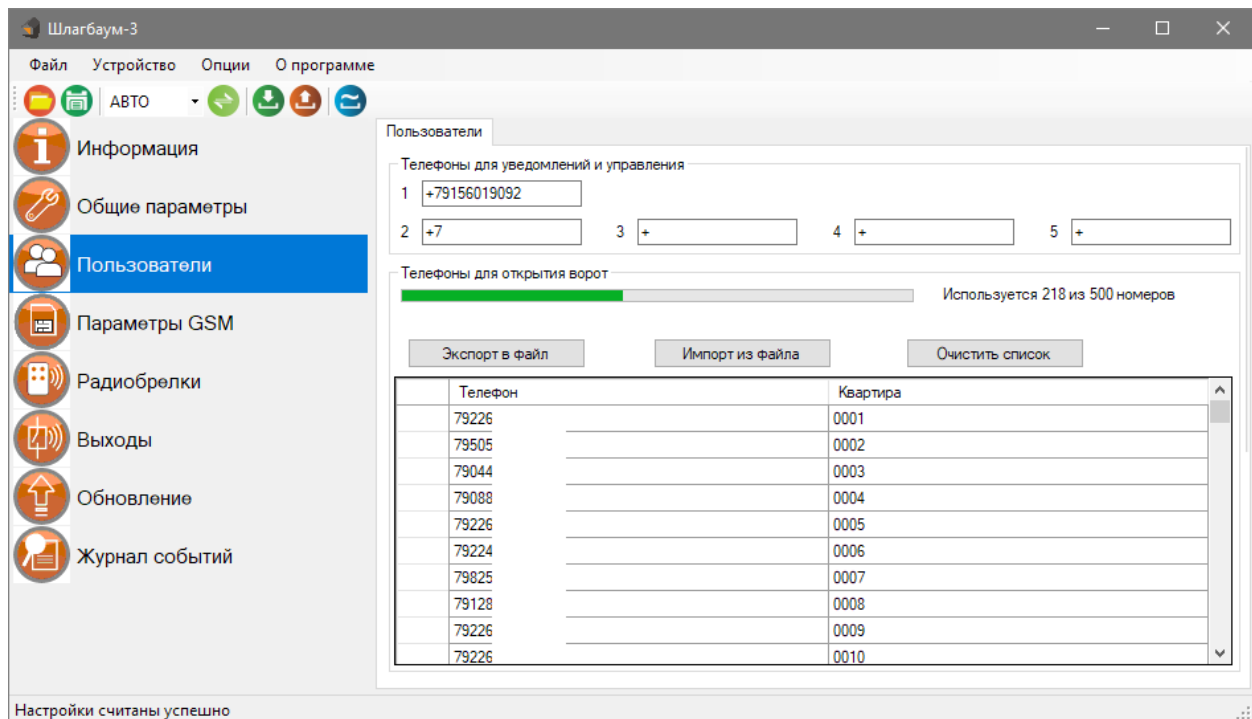 Шлагбаум-3
Файл Устройство Опции О программе
АВТО
Информация
Общие параметры
Пользователи
Параметры GSM
Радиобрелки
Выходы
Обновление
Журнал событий
Пользователи
Телефоны для уведомлений и управления
1 +79156019092
2 +7 3 + 4 + 5 +
Телефоны для открытия ворот
Используется 218 из 500 номеров
Экспорт в файл Импорт из файла Очистить список
Телефон Квартира
79226 0001
79505 0002
79044 0003
79088 0004
79226 0005
79224 0006
79825 0007
79128 0008
79226 0009
79226 0010
Настройки считаны успешно